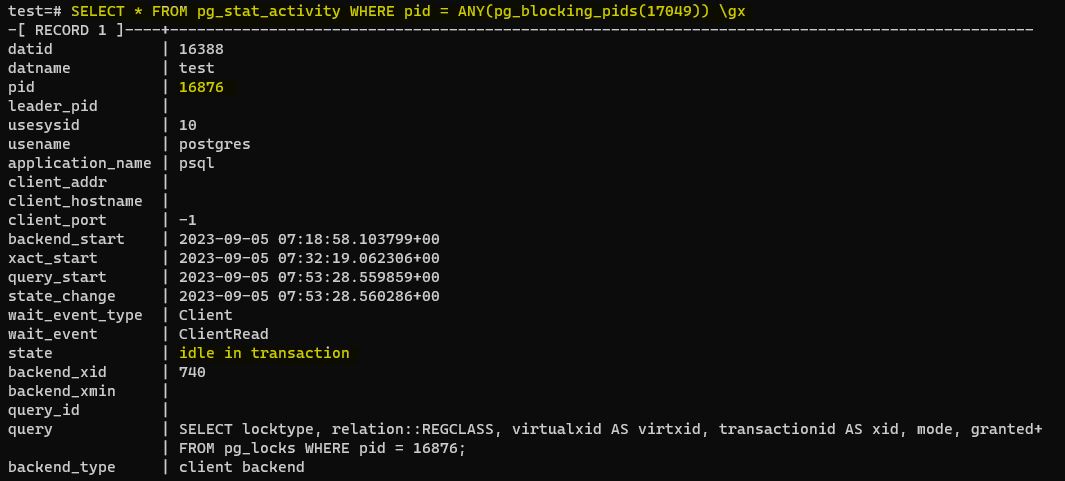 test=# SELECT * FROM pg_stat_activity WHERE pid = ANY(pg_blocking_pids(17049)) \gx
-[ RECORD 1 ]----+------------------------------------------------------------------------------------------------
datid            | 16388
datname          | test
pid              | 16876
leader_pid       |
usesysid         | 10
usename          | postgres
application_name | psql
client_addr      |
client_hostname  |
client_port      | -1
backend_start    | 2023-09-05 07:18:58.103799+00
xact_start       | 2023-09-05 07:32:19.062306+00
query_start      | 2023-09-05 07:53:28.559859+00
state_change     | 2023-09-05 07:53:28.560286+00
wait_event_type  | Client
wait_event       | ClientRead
state            | idle in transaction
backend_xid      | 740
backend_xmin     |
query_id         |
query            | SELECT locktype, relation::REGCLASS, virtualxid AS virtxid, transactionid AS xid, mode, granted+
                 | FROM pg_locks WHERE pid = 16876;
backend_type     | client backend